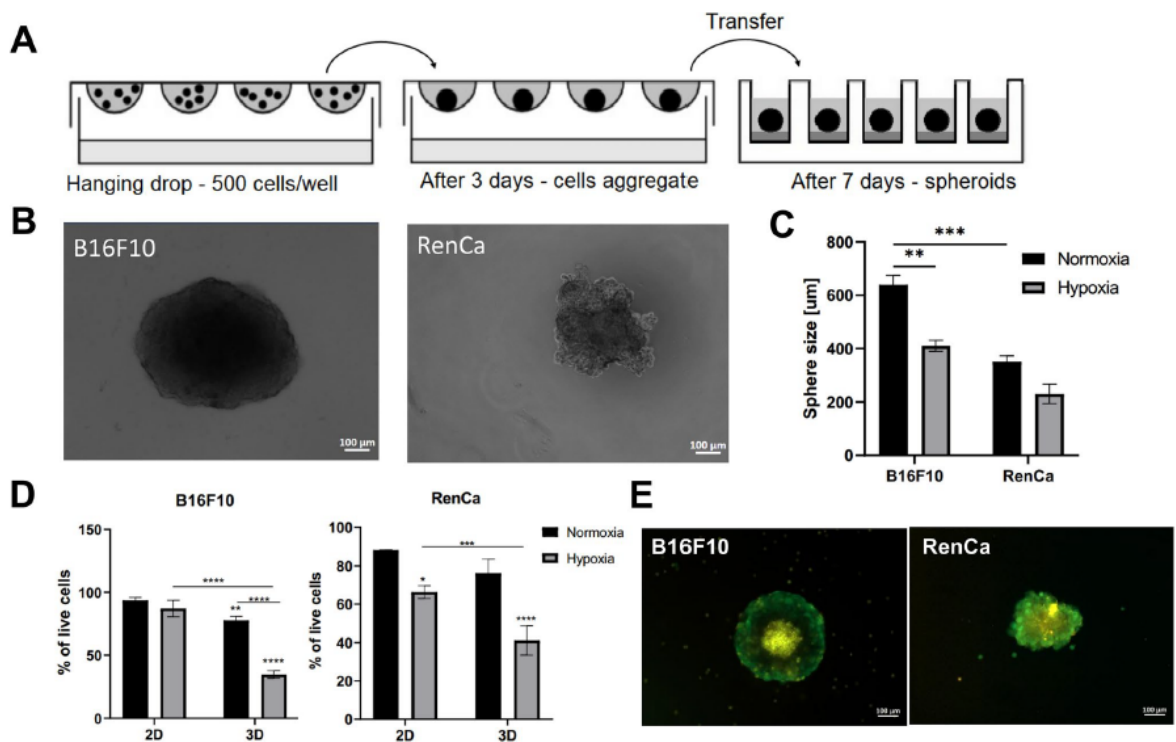 A
Transfer
Hanging drop - 500 cells/well
After 3 days - cells aggregate
After 7 days - spheroids
B
B16F10
100 µm
RenCa
100 µm
C
Sphere size [um]
800
600
400
200
0
***
**
Normoxia
Hypoxia
B16F10
RenCa
D
B16F10
% of live cells
150
100
50
0
****
****
**
****
2D
3D
RenCa
% of live cells
100
80
60
40
20
0
***
*
****
2D
3D
Normoxia
Hypoxia
E
B16F10
100 µm
RenCa
100 µm